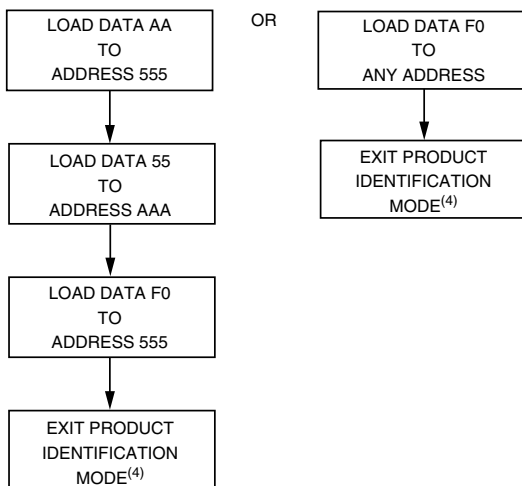 LOAD DATA AA
TO
ADDRESS 555
LOAD DATA 55
TO
ADDRESS AAA
LOAD DATA F0
TO
ADDRESS 555
EXIT PRODUCT
IDENTIFICATION
MODE(4)
OR
LOAD DATA F0
TO
ANY ADDRESS
EXIT PRODUCT
IDENTIFICATION
MODE(4)